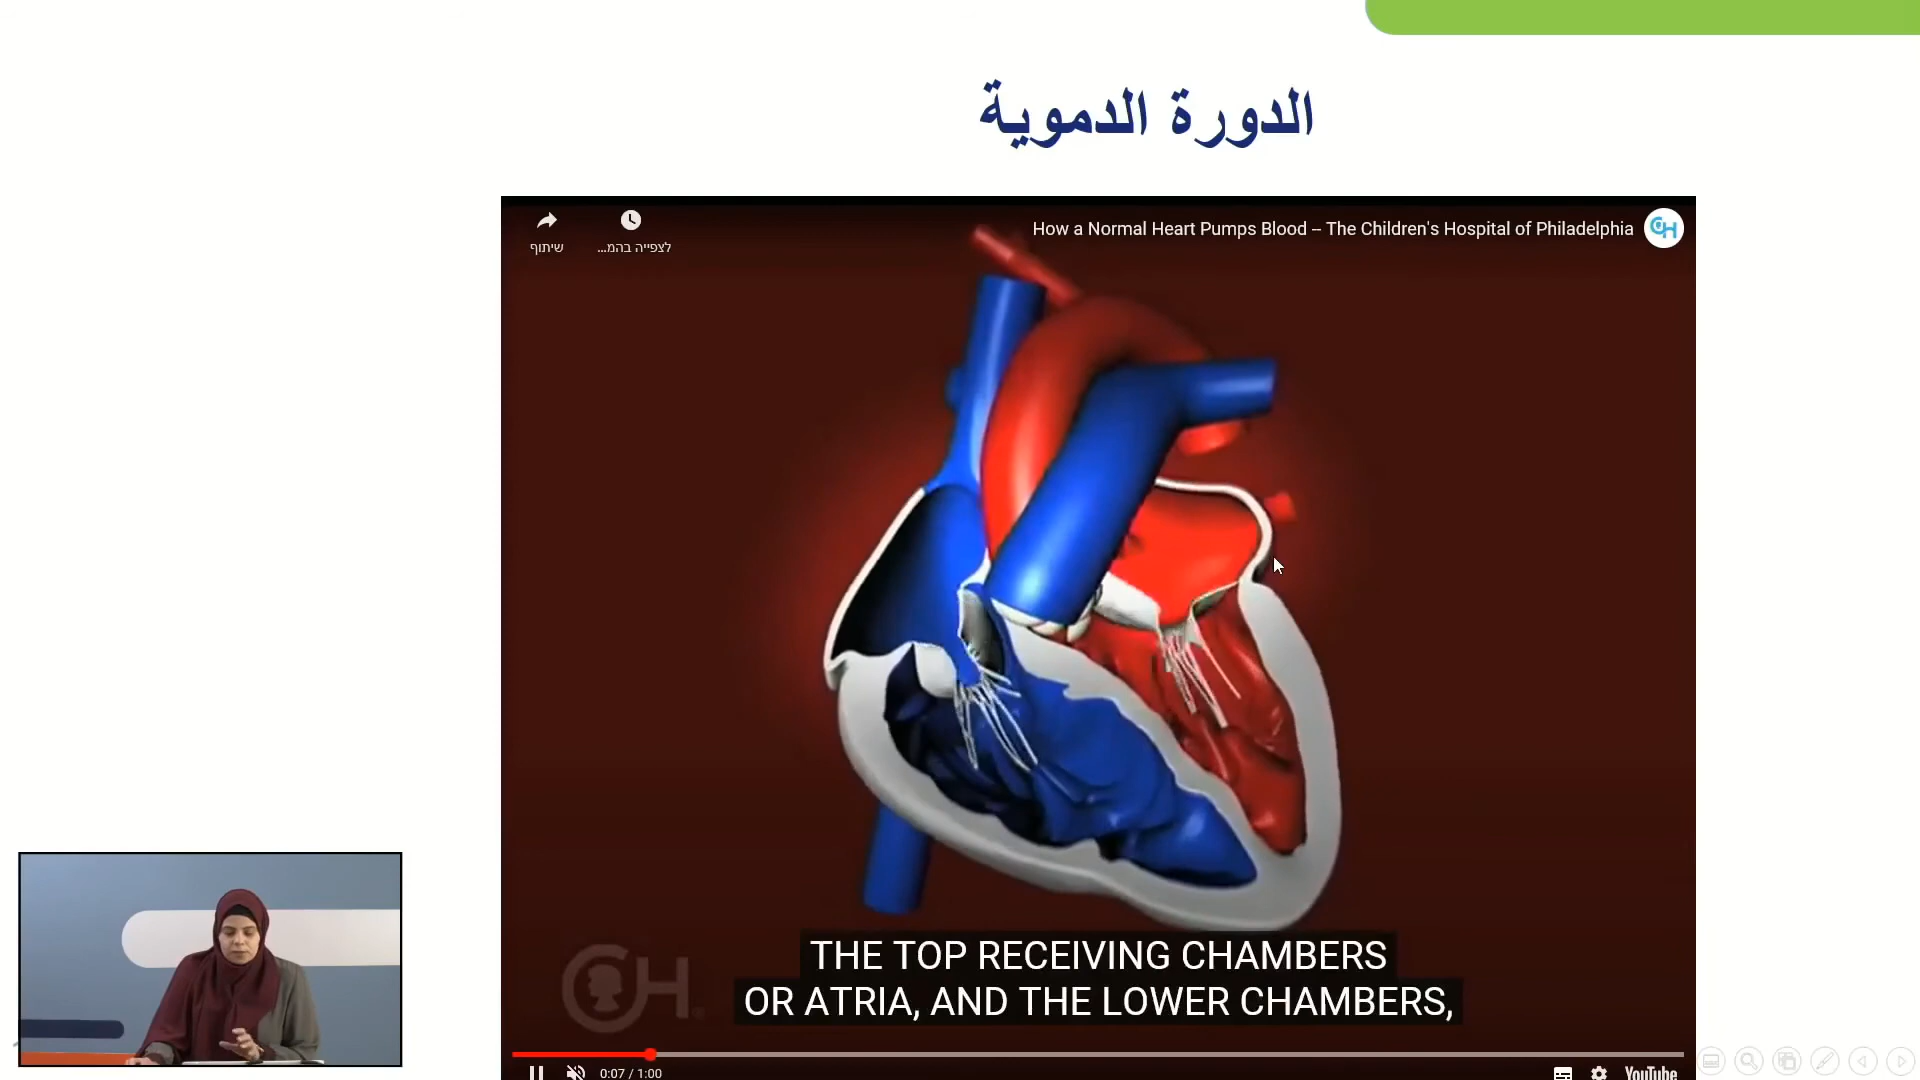 الدورة الدموية
How a Normal Heart Pumps Blood – The Children's Hospital of Philadelphia
שיתוף
לצפייה בהמ...
THE TOP RECEIVING CHAMBERS
OR ATRIA, AND THE LOWER CHAMBERS,
0:07 / 1:00
YouTube